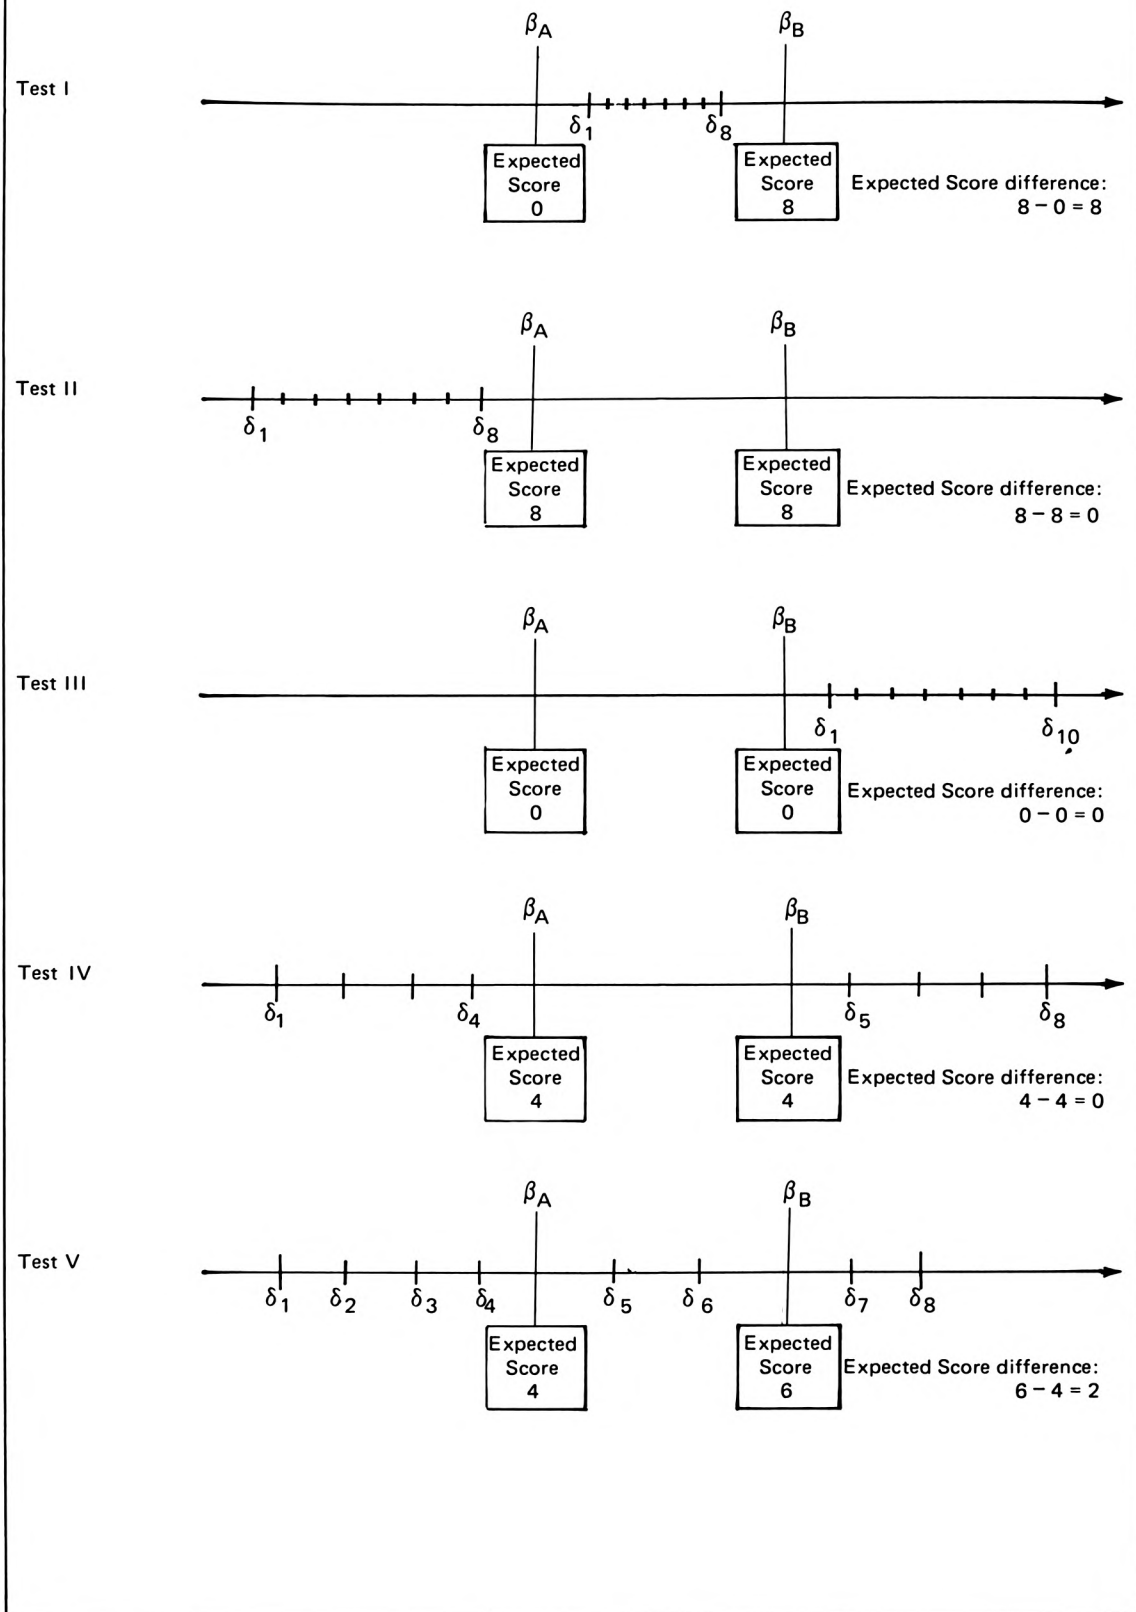 β_A β_B
Test I
δ_1 δ_8
Expected Score 0
Expected Score 8
Expected Score difference:
8 – 0 = 8
β_A β_B
Test II
δ_1 δ_8
Expected Score 8
Expected Score 8
Expected Score difference:
8 – 8 = 0
β_A β_B
Test III
δ_1 δ_10
Expected Score 0
Expected Score 0
Expected Score difference:
0 – 0 = 0
β_A β_B
Test IV
δ_1 δ_4 δ_5 δ_8
Expected Score 4
Expected Score 4
Expected Score difference:
4 – 4 = 0
β_A β_B
Test V
δ_1 δ_2 δ_3 δ_4 δ_5 δ_6 δ_7 δ_8
Expected Score 4
Expected Score 6
Expected Score difference:
6 – 4 = 2